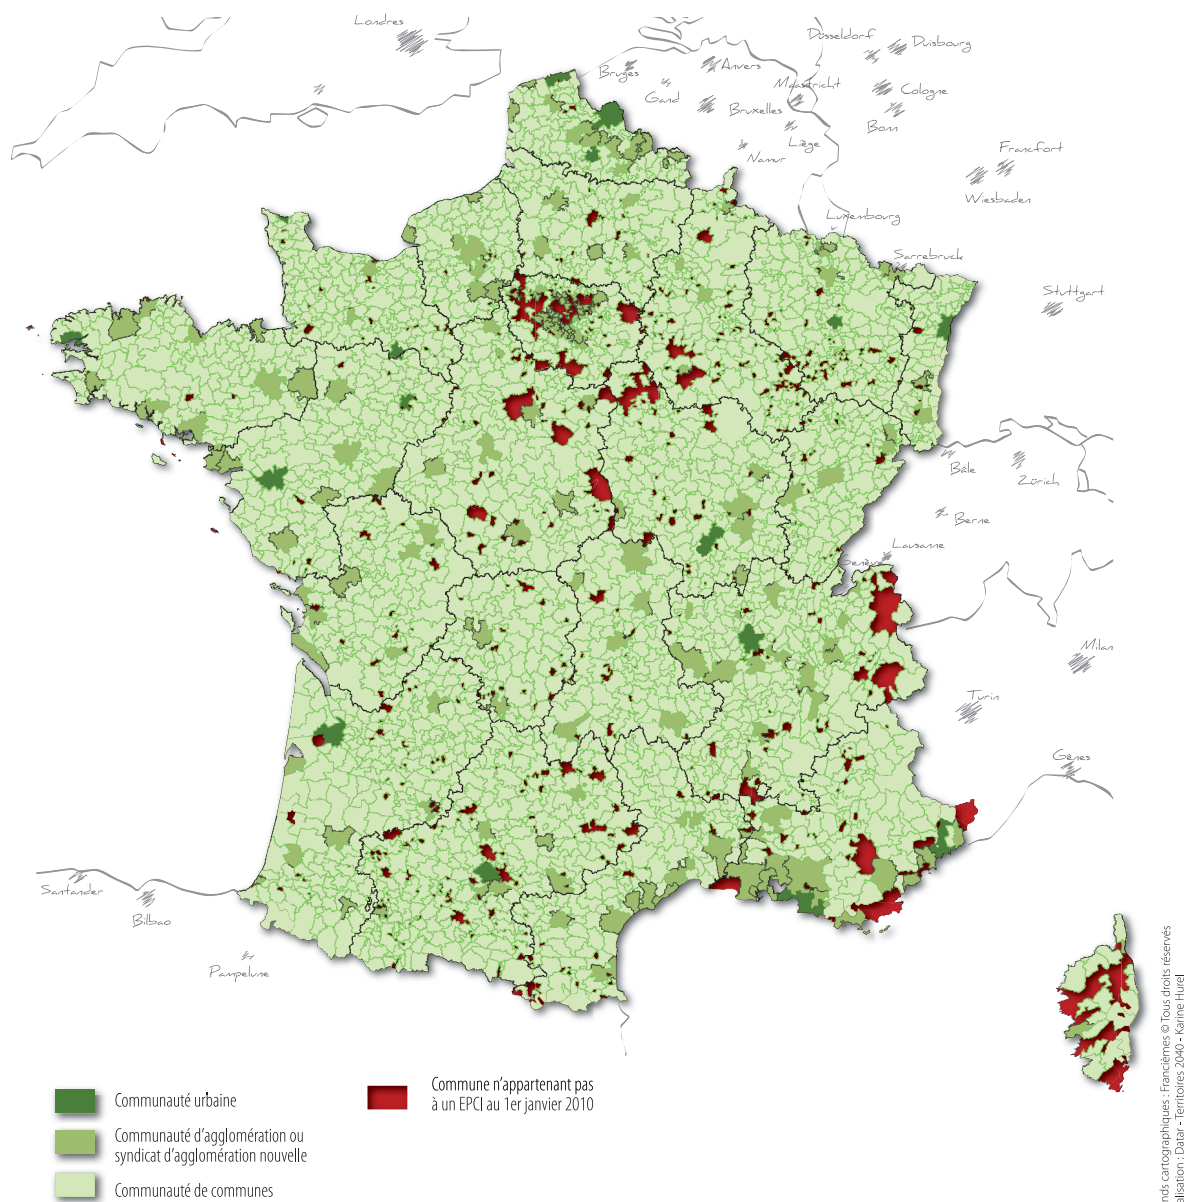 Londres
Düsseldorf
Duisbourg
Bruges
Anvers
Maastricht
Gand
Bruxelles
Cologne
Bonn
Liège
Namur
Francfort
Wiesbaden
Luxembourg
Sarrebruck
Stuttgart
Bâle
Zürich
Berne
Lausanne
Genève
Milan
Turin
Gênes
Santander
Bilbao
Pampelune
Communauté urbaine
Communauté d'agglomération ou
syndicat d'agglomération nouvelle
Communauté de communes
Commune n'appartenant pas
à un EPCI au 1er janvier 2010
nds cartographiques : Francièmes © Tous droits réservés
alisation : Datar - Territoires 2040 - Karine Hurel